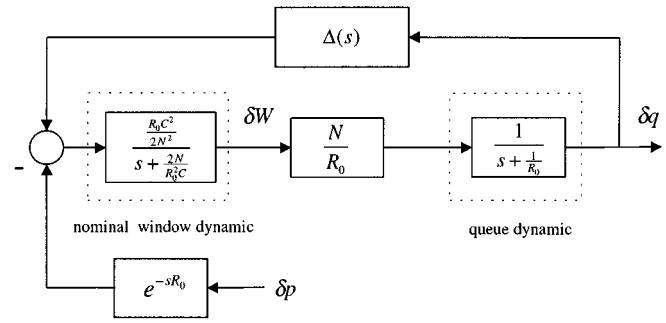 Δ(s)
δW
δq
R₀C²
2N²
s + 2N
R₀²C
N
R₀
1
s + 1
R₀
-
nominal window dynamic
queue dynamic
e^{-sR₀}
δp